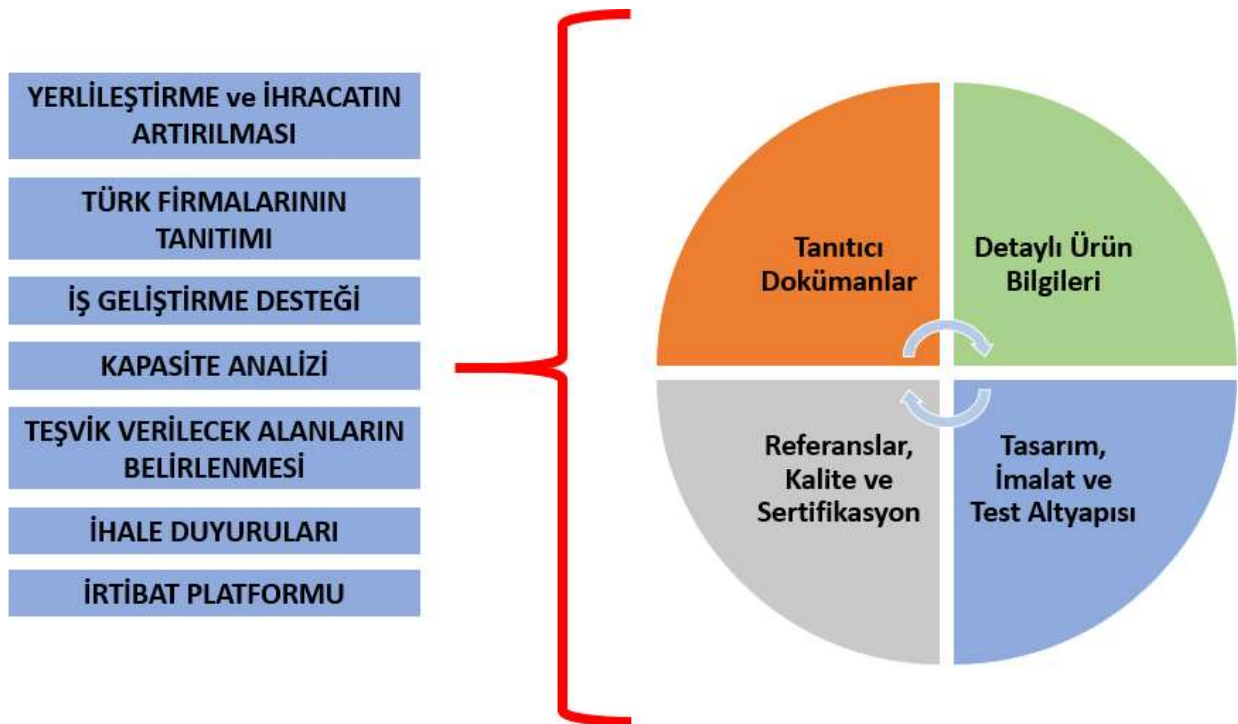 YERLİLEŞTİRME ve İHRACATIN
ARTIRILMASI
TÜRK FİRMALARININ
TANITIMI
İŞ GELİŞTİRME DESTEĞİ
KAPASİTE ANALİZİ
TEŞVİK VERİLECEK ALANLARIN
BELİRLENMESİ
İHALE DUYURULARI
İRTİBAT PLATFORMU
Tanıtıcı
Dokümanlar
Detaylı Ürün
Bilgileri
Referanslar,
Kalite ve
Sertifikasyon
Tasarım,
İmalat ve
Test Altyapısı